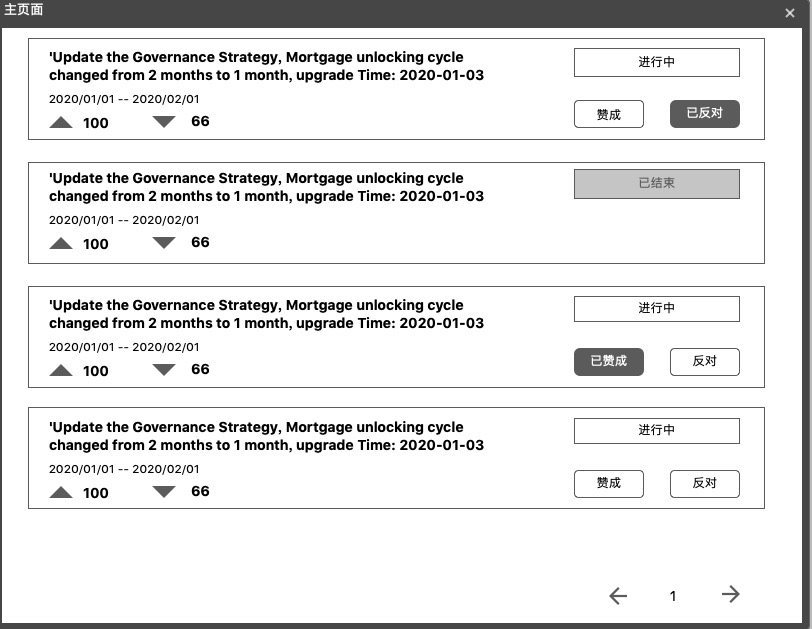 主页面
'Update the Governance Strategy, Mortgage unlocking cycle
changed from 2 months to 1 month, upgrade Time: 2020-01-03
进行中
2020/01/01 -- 2020/02/01
100 66
赞成 已反对
'Update the Governance Strategy, Mortgage unlocking cycle
changed from 2 months to 1 month, upgrade Time: 2020-01-03
已结束
2020/01/01 -- 2020/02/01
100 66
'Update the Governance Strategy, Mortgage unlocking cycle
changed from 2 months to 1 month, upgrade Time: 2020-01-03
进行中
2020/01/01 -- 2020/02/01
100 66
已赞成 反对
'Update the Governance Strategy, Mortgage unlocking cycle
changed from 2 months to 1 month, upgrade Time: 2020-01-03
进行中
2020/01/01 -- 2020/02/01
100 66
赞成 反对
1